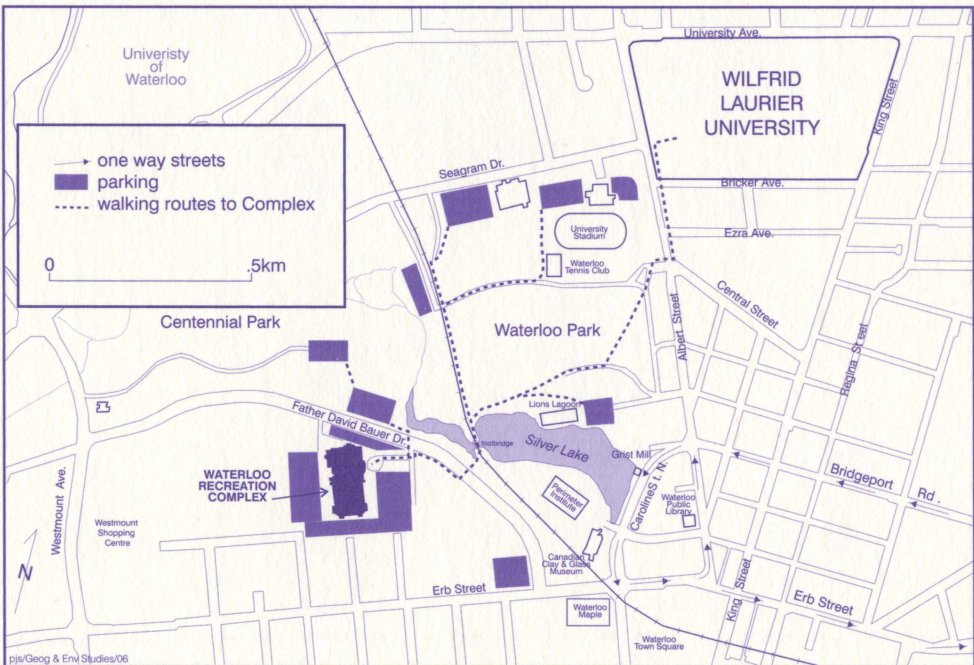 Univeristy
of
Waterloo
University Ave.
WILFRID
LAURIER
UNIVERSITY
King Street
one way streets
parking
walking routes to Complex
0 .5km
Seagram Dr.
Bricker Ave.
University
Stadium
Ezra Ave.
Waterloo
Tennis Club
Central Street
Centennial Park
Waterloo Park
Albert Street
Regina St eet
Lions Lagoon
Father David Bauer Dr.
footbridge
Silver Lake
Grist Mill
WATERLOO
RECREATION
COMPLEX
Perimeter
Institute
CarolineS t. N.
Waterloo
Public
Library
Bridgeport Rd .
Westmount Ave.
Westmount
Shopping
Centre
N
Canadian
Clay & Glass
Museum
Erb Street
King Street
Erb Street
Waterloo
Maple
Waterloo
Town Square
pjs/Geog & Env Studies/06